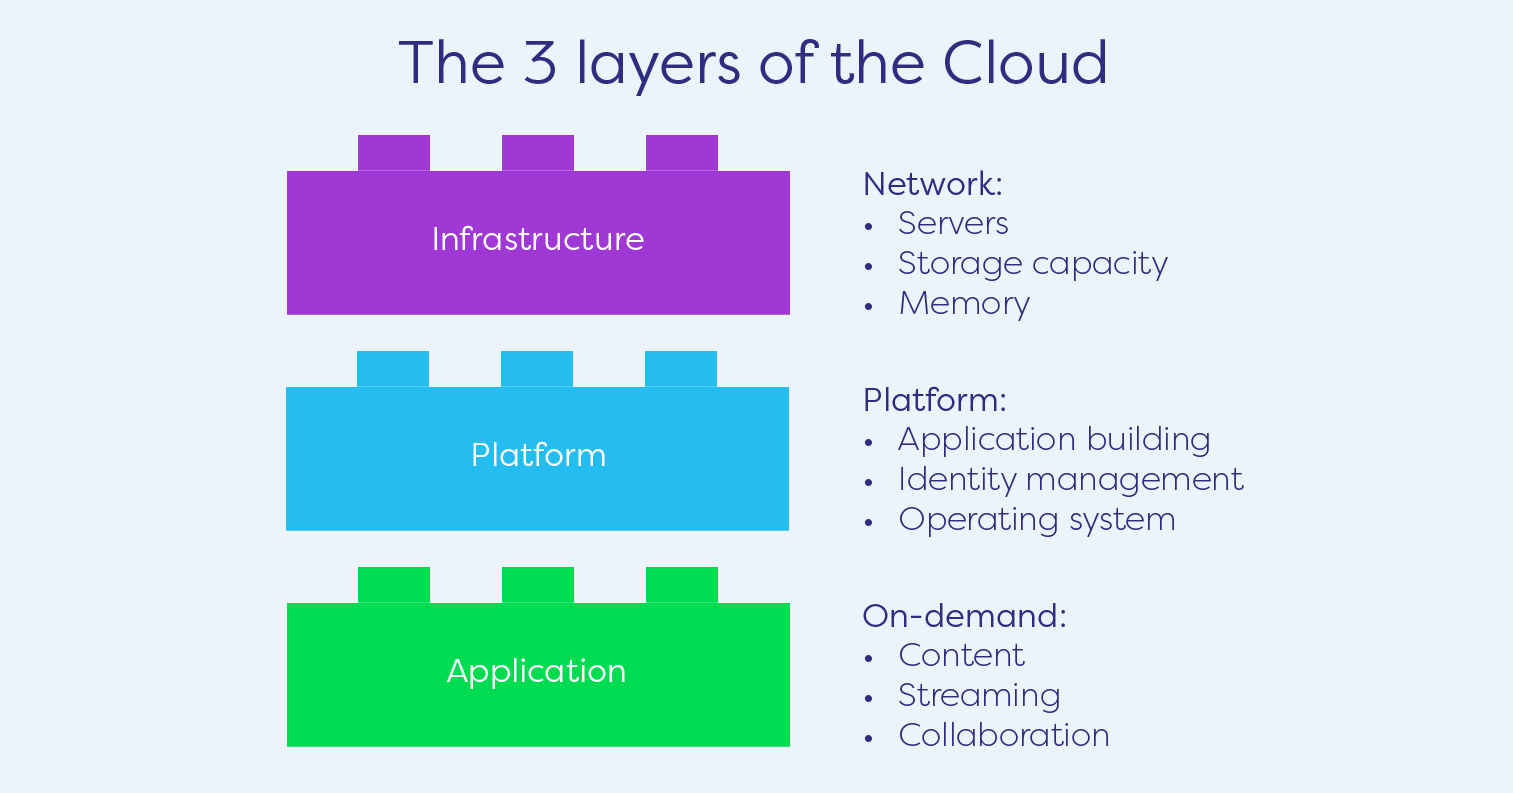 The 3 layers of the Cloud
Infrastructure
Network:
• Servers
• Storage capacity
• Memory
Platform
Platform:
• Application building
• Identity management
• Operating system
Application
On-demand:
• Content
• Streaming
• Collaboration